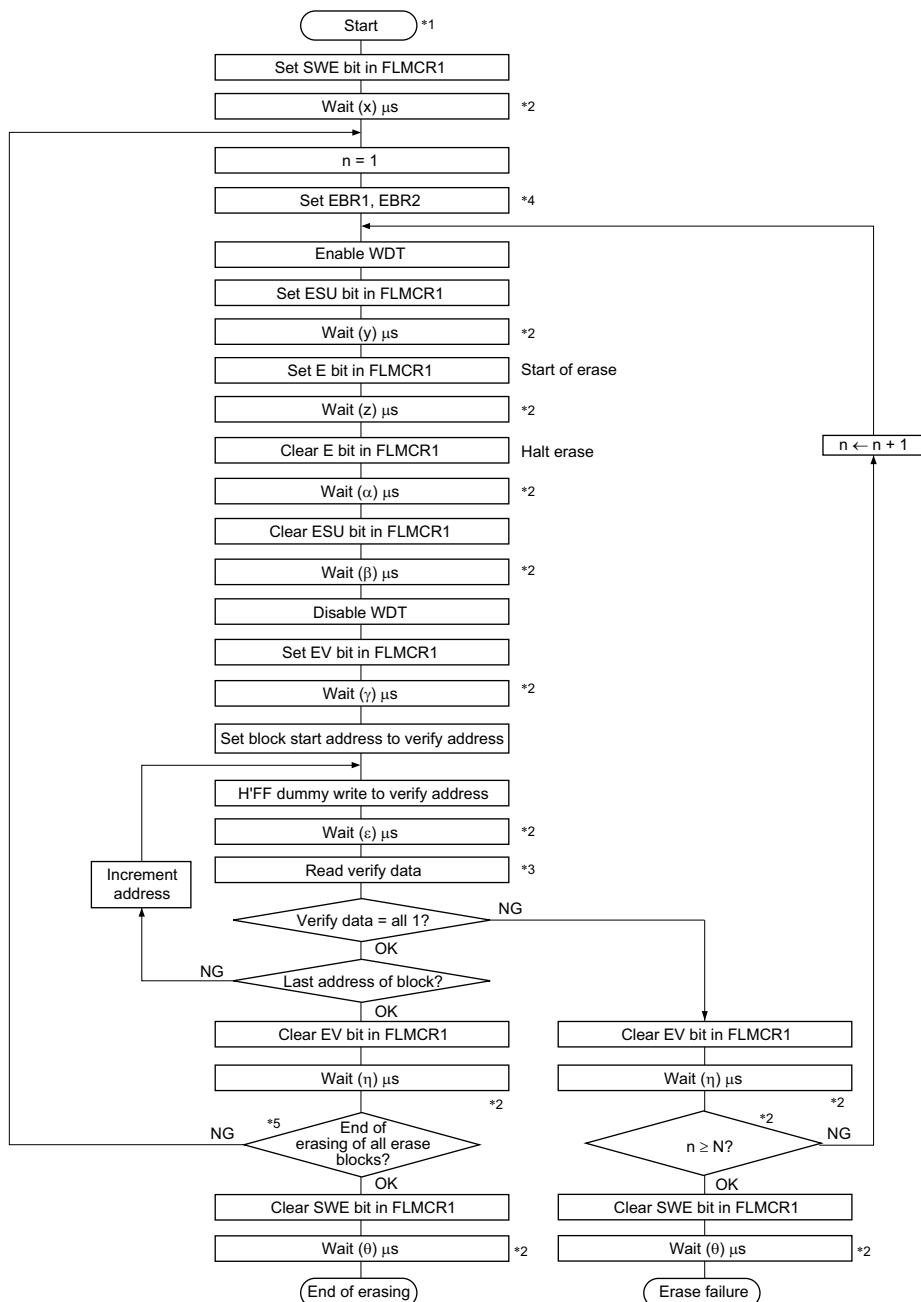 Start *1
Set SWE bit in FLMCR1
Wait (x) μs *2
n = 1
Set EBR1, EBR2 *4
Enable WDT
Set ESU bit in FLMCR1
Wait (y) μs *2
Set E bit in FLMCR1 Start of erase
Wait (z) μs *2
n ← n + 1
Clear E bit in FLMCR1 Halt erase
Wait (α) μs *2
Clear ESU bit in FLMCR1
Wait (β) μs *2
Disable WDT
Set EV bit in FLMCR1
Wait (γ) μs *2
Set block start address to verify address
H'FF dummy write to verify address
Wait (ε) μs *2
Read verify data *3
Increment
address
Verify data = all 1? NG
OK
NG Last address of block?
OK
Clear EV bit in FLMCR1
Wait (η) μs
*2
NG *5 End of
erasing of all erase
blocks?
OK
Clear SWE bit in FLMCR1
Wait (θ) μs *2
End of erasing
Clear EV bit in FLMCR1
Wait (η) μs
*2
*2
n ≥ N? NG
OK
Clear SWE bit in FLMCR1
Wait (θ) μs *2
Erase failure